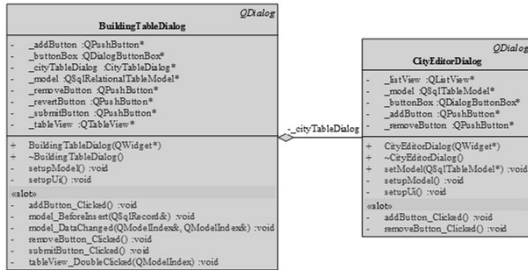 QDialog
BuildingTableDialog
- _addButton :QPushButton*
- _buttonBox :QDialogButtonBox*
- _cityTableDialog :CityTableDialog*
- _model :QSqlRelationalTableModel*
- _removeButton :QPushButton*
- _revertButton :QPushButton*
- _submitButton :QPushButton*
- _tableView :QTableView*
+ BuildingTableDialog(QWidget*)
+ ~BuildingTableDialog()
- setupModel() :void
- setupUi() :void
«slot»
- addButton_Clicked() :void
- model_BeforeInsert(QSqlRecord&) :void
- model_DataChanged(QModelIndex&, QModelIndex&) :void
- removeButton_Clicked() :void
- submitButton_Clicked() :void
- tableView_DoubleClicked(QModelIndex) :void
-_cityTableDialog
QDialog
CityEditorDialog
- _listView :QListView*
- _model :QSqlTableModel*
- _buttonBox :QDialogButtonBox*
- _addButton :QPushButton*
- _removeButton :QPushButton*
+ CityEditorDialog(QWidget*)
+ ~CityEditorDialog()
+ setModel(QSqlTableModel*) :void
- setupModel() :void
- setupUi() :void
«slot»
- addButton_Clicked() :void
- removeButton_Clicked() :void